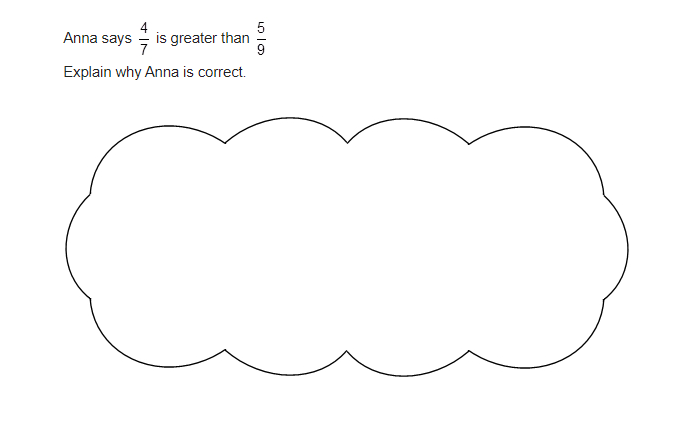 Anna says 4/7 is greater than 5/9
Explain why Anna is correct.